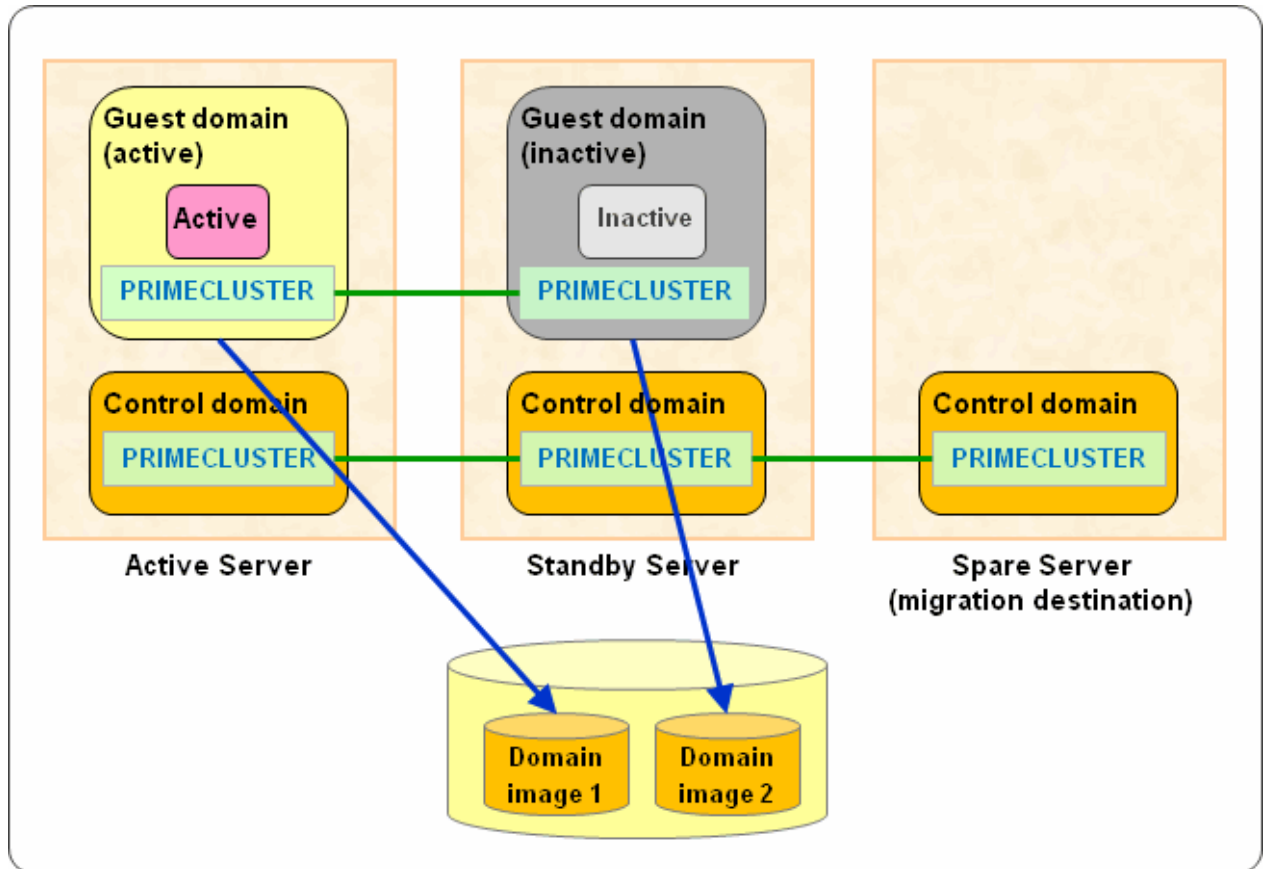 Guest domain
(active)
Active
PRIMECLUSTER
Control domain
PRIMECLUSTER
Active Server
Guest domain
(inactive)
Inactive
PRIMECLUSTER
Control domain
PRIMECLUSTER
Standby Server
Control domain
PRIMECLUSTER
Spare Server
(migration destination)
Domain
image 1
Domain
image 2